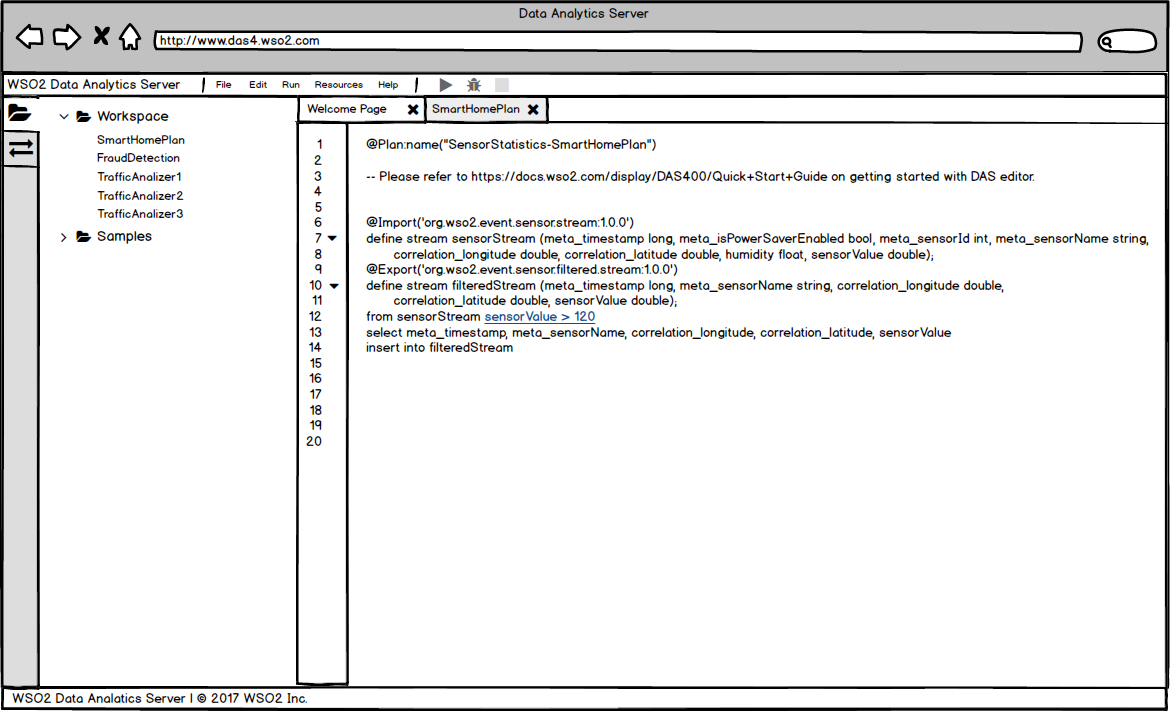 Data Analytics Server
http://www.das4.wso2.com
WSO2 Data Analytics Server File Edit Run Resources Help
Workspace
SmartHomePlan
FraudDetection
TrafficAnalizer1
TrafficAnalizer2
TrafficAnalizer3
Samples
Welcome Page SmartHomePlan
1 @Plan:name("SensorStatistics-SmartHomePlan")
2
3 -- Please refer to https://docs.wso2.com/display/DAS400/Quick+Start+Guide on getting started with DAS editor.
4
5
6 @Import('org.wso2.event.sensor.stream:1.0.0')
7 define stream sensorStream (meta_timestamp long, meta_isPowerSaverEnabled bool, meta_sensorId int, meta_sensorName string,
8 correlation_longitude double, correlation_latitude double, humidity float, sensorValue double);
9 @Export('org.wso2.event.sensor.filtered.stream:1.0.0')
10 define stream filteredStream (meta_timestamp long, meta_sensorName string, correlation_longitude double,
11 correlation_latitude double, sensorValue double);
12 from sensorStream sensorValue > 120
13 select meta_timestamp, meta_sensorName, correlation_longitude, correlation_latitude, sensorValue
14 insert into filteredStream
15
16
17
18
19
20
WSO2 Data Analatics Server | © 2017 WSO2 Inc.